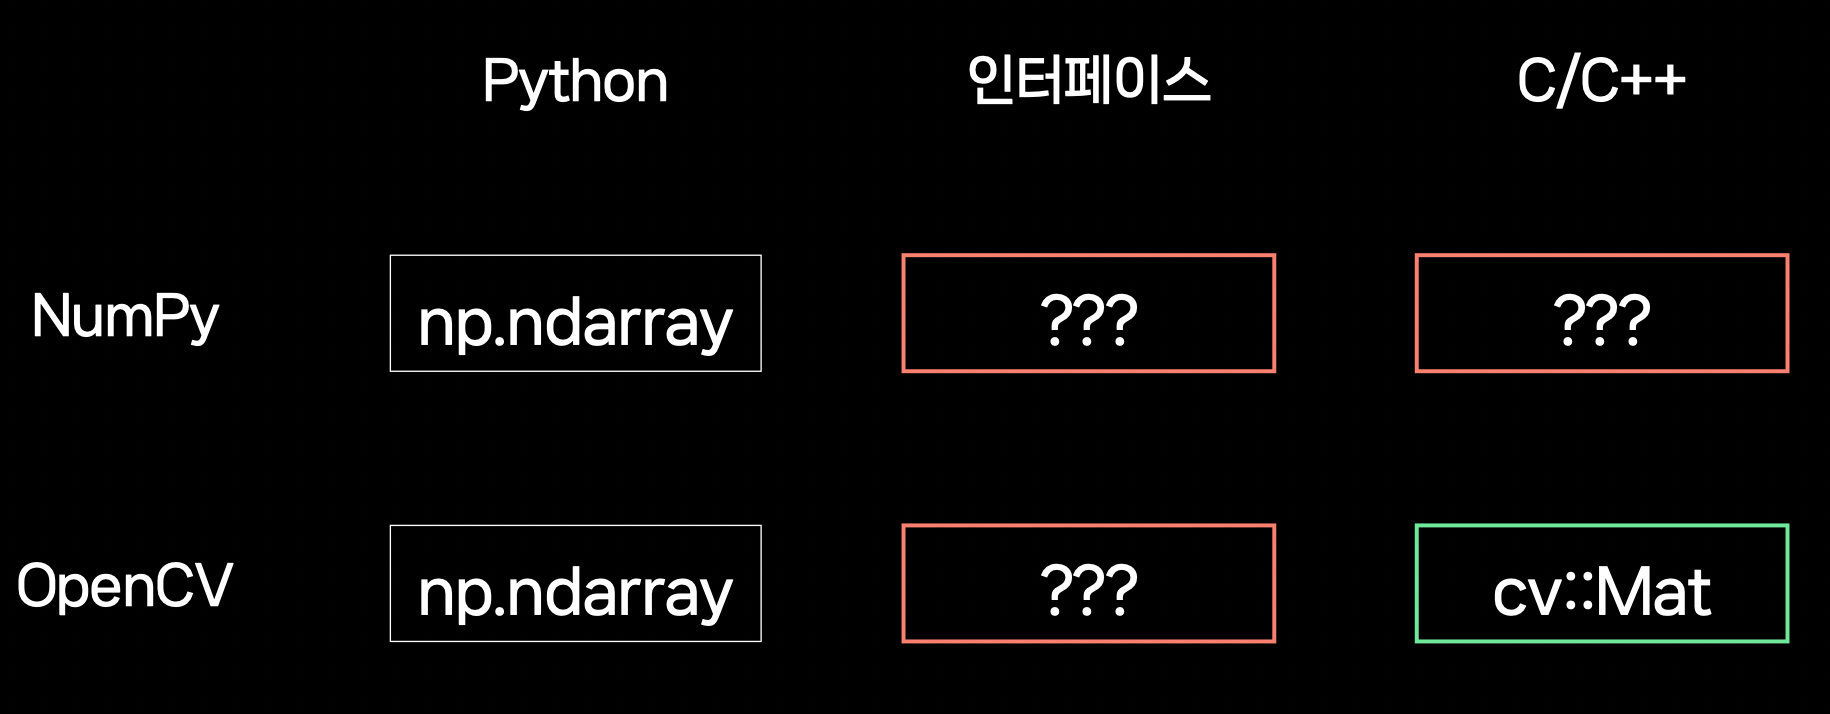 Python 인터페이스 C/C++
NumPy np.ndarray ??? ???
OpenCV np.ndarray ??? cv::Mat